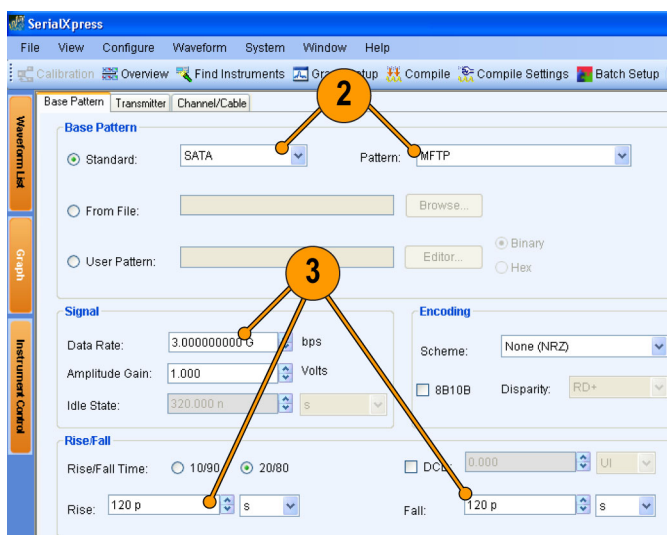 SerialXpress
File View Configure Waveform System Window Help
Calibration Overview Find Instruments Compile Compile Settings Batch Setup
Base Pattern Transmitter Channel/Cable
2
Waveform List
Graph
Instrument Control
Base Pattern
Standard: SATA Pattern: MFTP
From File: Browse...
User Pattern: Editor... Binary
Hex
3
Signal
Data Rate: 3.000000000 G bps
Amplitude Gain: 1.000 Volts
Idle State: 320.000 n s
Encoding
Scheme: None (NRZ)
8B10B Disparity: RD+
Rise/Fall
Rise/Fall Time: 10/90 20/80 0.000 UI
Rise: 120 p s Fall: 120 p s